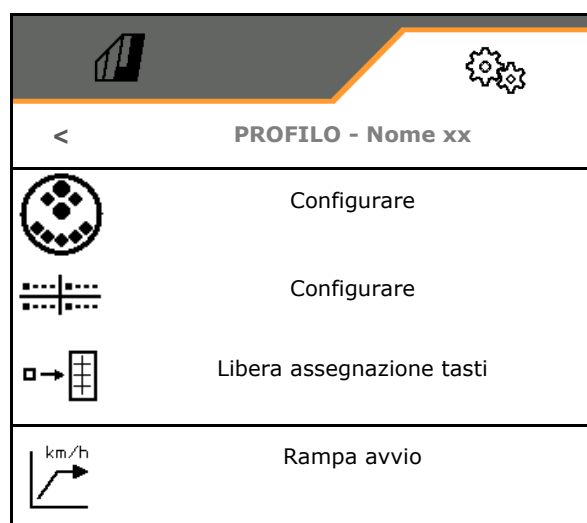 < PROFILO - Nome xx
Configurare
Configurare
Libera assegnazione tasti
km/h
Rampa avvio